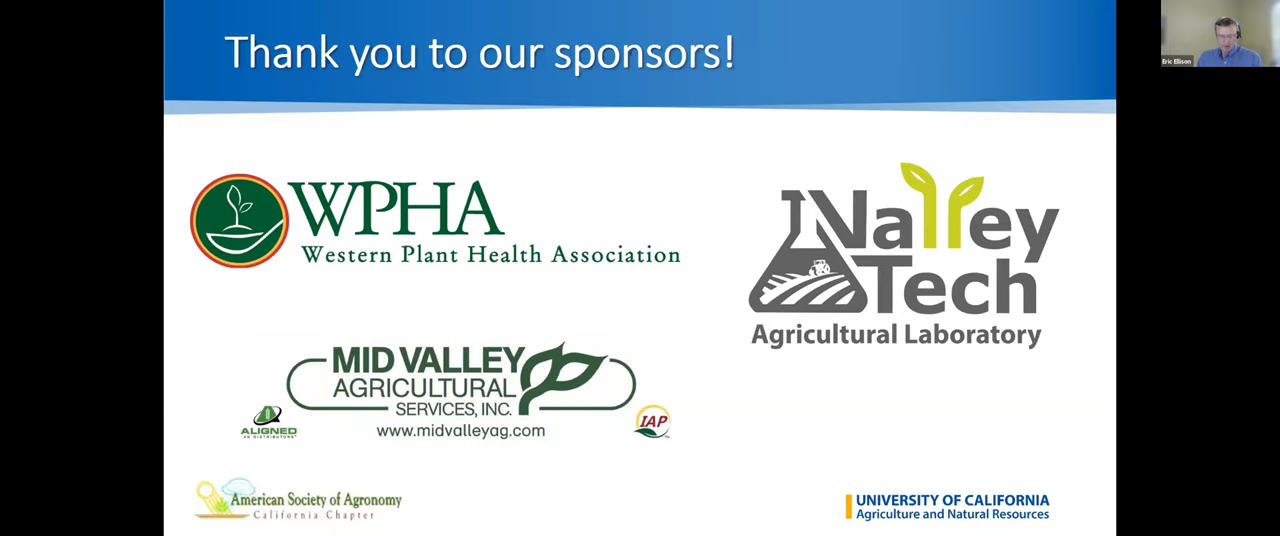 Thank you to our sponsors!
Eric Ellison
WPHA
Western Plant Health Association
Valley
Tech
Agricultural Laboratory
MID VALLEY
AGRICULTURAL
SERVICES, INC.
www.midvalleyag.com
ALIGNED
AG DISTRIBUTORS
IAP
American Society of Agronomy
California Chapter
UNIVERSITY OF CALIFORNIA
Agriculture and Natural Resources